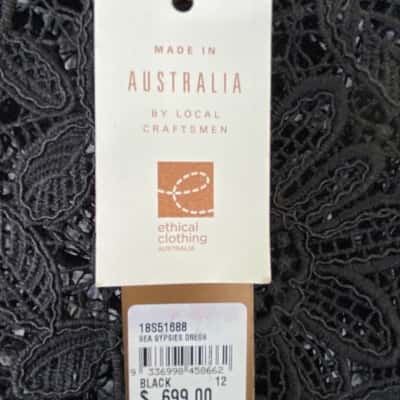 MADE IN
AUSTRALIA
BY LOCAL
CRAFTSMEN
ethical
clothing
AUSTRALIA
18S51688
SEA GYPSIES DRESS
9 336998 458662
BLACK 12
$ 699.00